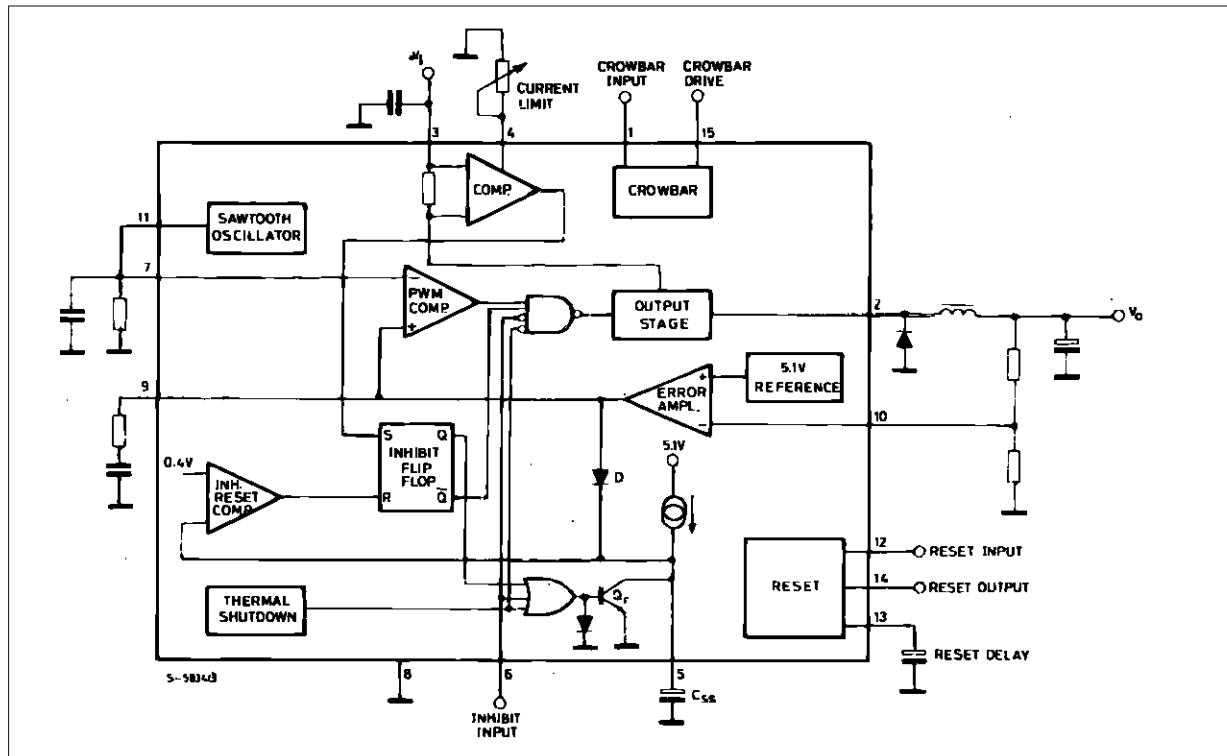 CROWBAR INPUT
CROWBAR DRIVE
CURRENT LIMIT
3
4
1
15
COMP.
CROWBAR
11
SAWTOOTH OSCILLATOR
7
−
PWM COMP.
+
OUTPUT STAGE
2
9
+
ERROR AMPL.
−
5.1V REFERENCE
10
S
Q
INHIBIT FLIP FLOP
R
Q̅
0.4V
INH. RESET COMP.
D
5.1V
12
RESET INPUT
RESET
14
RESET OUTPUT
13
RESET DELAY
THERMAL SHUTDOWN
Qr
8
6
5
Css
INHIBIT INPUT